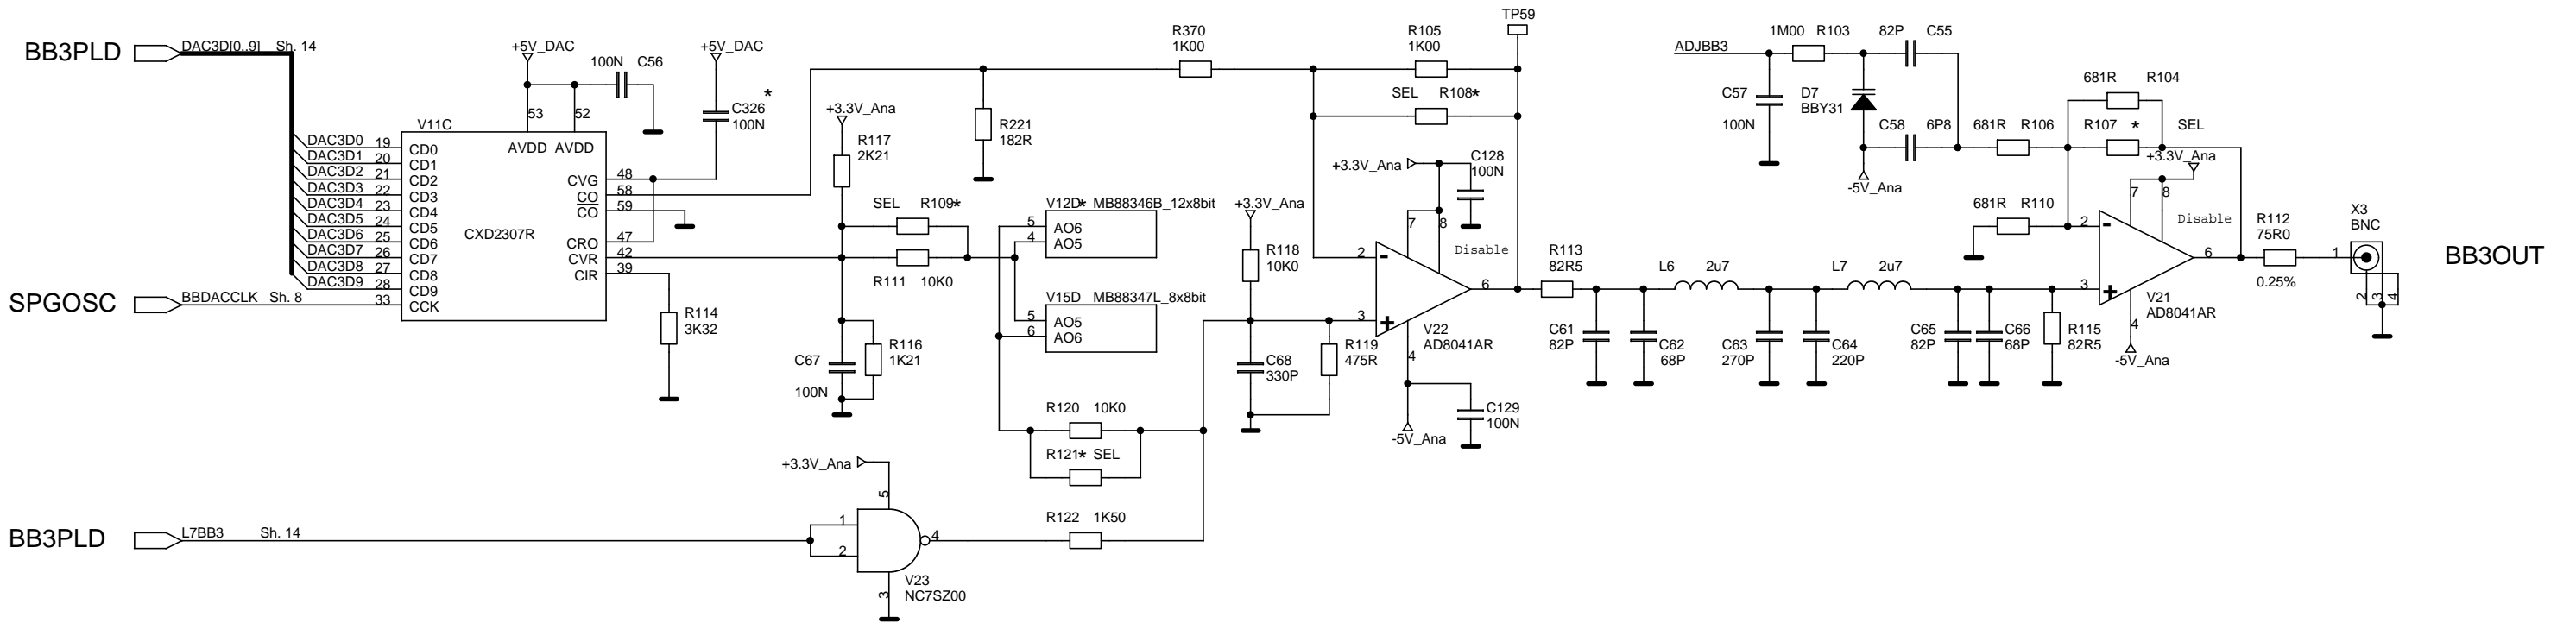 BB3PLD
DAC3D[0..9] Sh. 14
+5V_DAC
100N C56
53
52
+5V_DAC
*
C326
100N
V11C
AVDD AVDD
CXD2307R
DAC3D0 19 CD0
DAC3D1 20 CD1
DAC3D2 21 CD2
DAC3D3 22 CD3
DAC3D4 23 CD4
DAC3D5 24 CD5
DAC3D6 25 CD6
DAC3D7 26 CD7
DAC3D8 27 CD8
DAC3D9 28 CD9
SPGOSC
BBDACCLK Sh. 8
33 CCK
CVG 48
CO 58
CO 59
CRO 47
CVR 42
CIR 39
R114
3K32
+3.3V_Ana
R117
2K21
SEL R109*
R111 10K0
C67
100N
R116
1K21
R221
182R
R370
1K00
R105
1K00
SEL R108*
TP59
V12D* MB88346B_12x8bit
5 AO6
4 AO5
V15D MB88347L_8x8bit
5 AO5
6 AO6
R120 10K0
R121* SEL
R122 1K50
+3.3V_Ana
R118
10K0
C68
330P
R119
475R
+3.3V_Ana
C128
100N
7
8
Disable
2
-
3
+
6
V22
AD8041AR
4
C129
100N
-5V_Ana
R113
82R5
C61
82P
C62
68P
L6 2u7
C63
270P
C64
220P
L7 2u7
C65
82P
C66
68P
R115
82R5
ADJBB3
1M00 R103
82P C55
C57
100N
D7
BBY31
C58 6P8
-5V_Ana
681R R106
681R R104
R107 * SEL
681R R110
+3.3V_Ana
7
8
Disable
2
-
3
+
6
V21
AD8041AR
4
-5V_Ana
R112
75R0
0.25%
X3
BNC
1
2
3
4
BB3OUT
BB3PLD
L7BB3 Sh. 14
+3.3V_Ana
5
1
2
4
3
V23
NC7SZ00